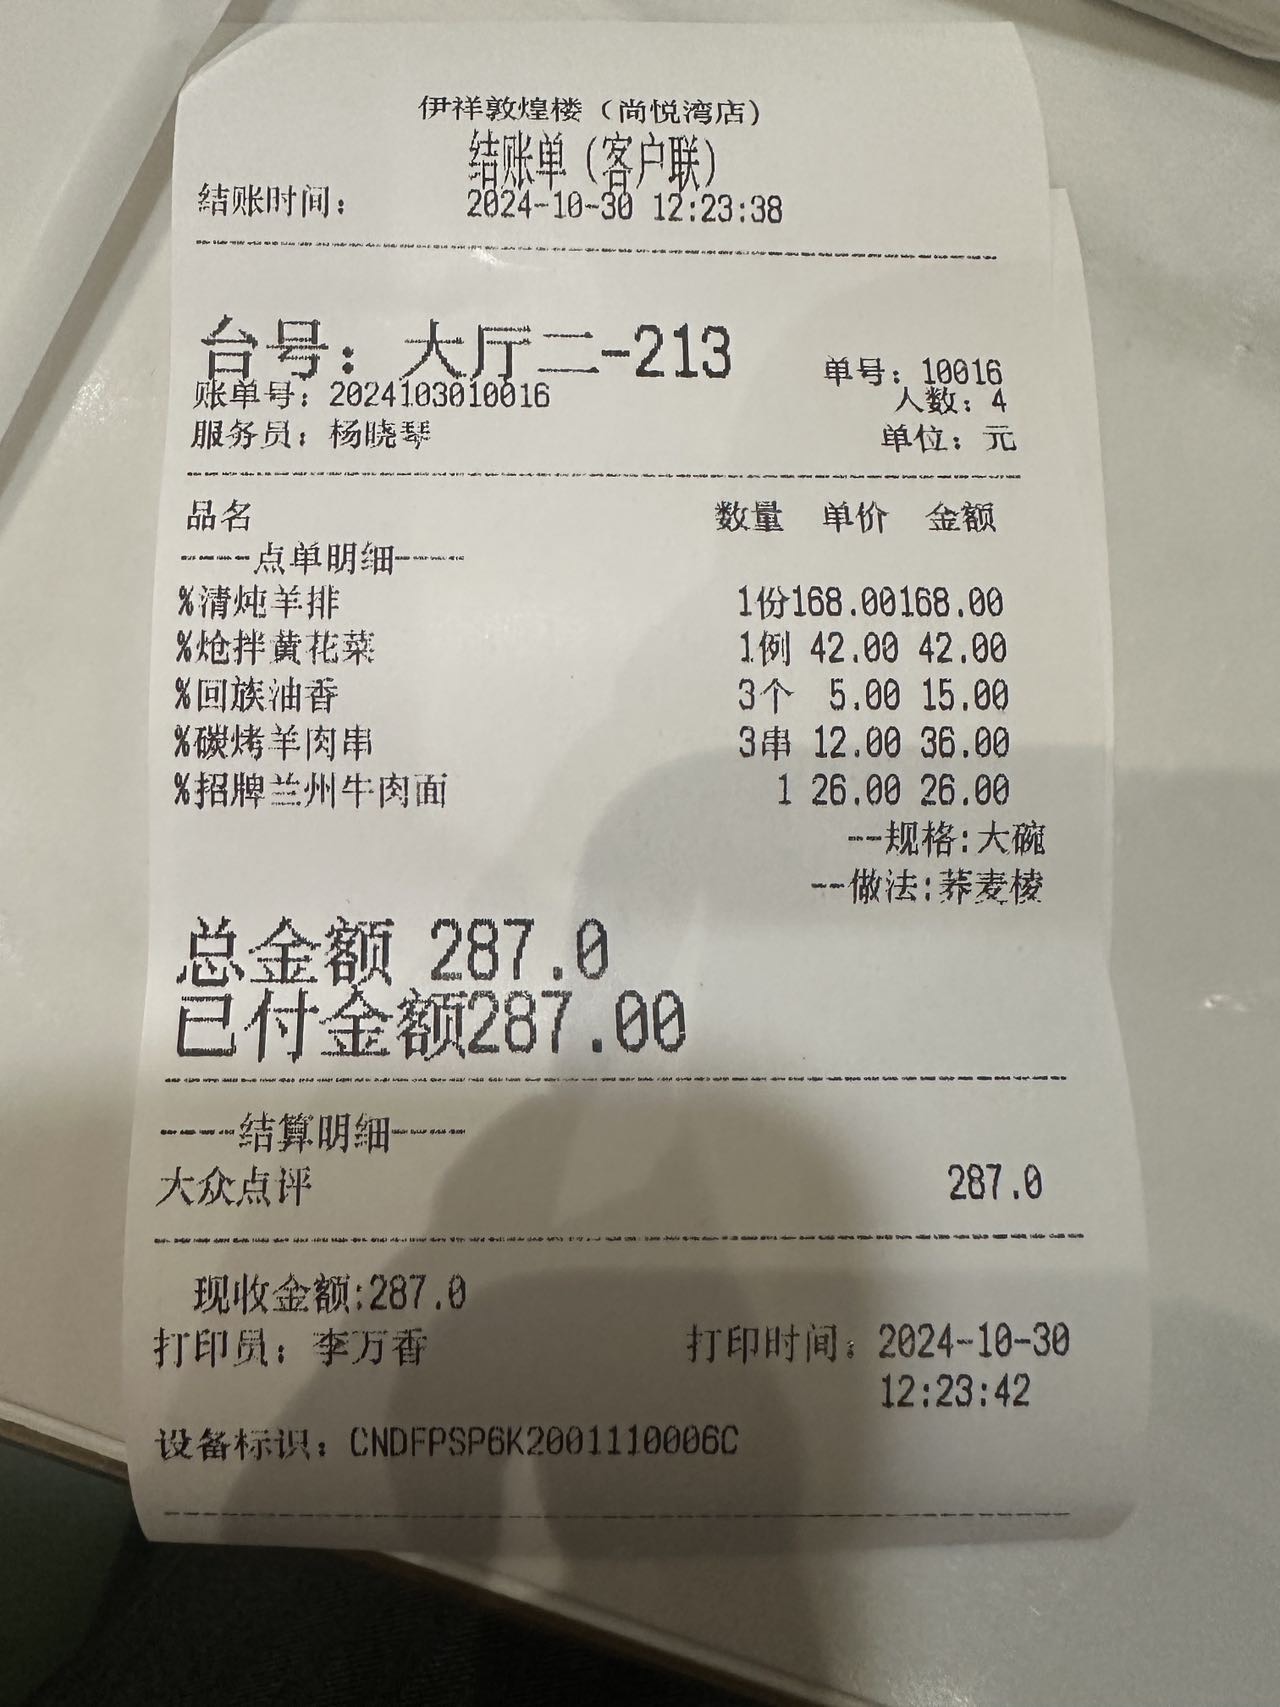 伊祥敦煌楼（尚悦湾店）
结账单（客户联）
结账时间： 2024-10-30 12:23:38
台号：大厅二-213 单号：10016
账单号：2024103010016 人数：4
服务员：杨晓琴 单位：元
品名 数量 单价 金额
----点单明细----
%清炖羊排 1份168.00168.00
%炝拌黄花菜 1例 42.00 42.00
%回族油香 3个 5.00 15.00
%碳烤羊肉串 3串 12.00 36.00
%招牌兰州牛肉面 1 26.00 26.00
--规格:大碗
--做法:荞麦棱
总金额 287.0
已付金额287.00
----结算明细----
大众点评 287.0
现收金额:287.0
打印员：李万香 打印时间：2024-10-30
12:23:42
设备标识：CNDFPSP6K2001110006C